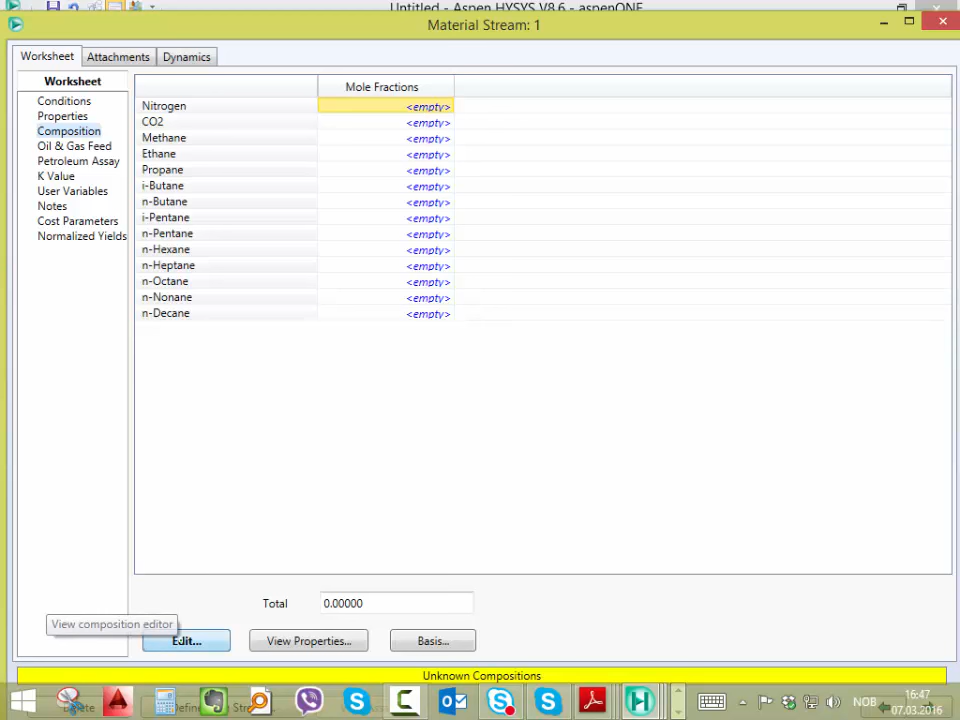 Untitled - Aspen HYSYS V8.6 - aspenONE
Material Stream: 1
Worksheet Attachments Dynamics
Worksheet
Conditions
Properties
Composition
Oil & Gas Feed
Petroleum Assay
K Value
User Variables
Notes
Cost Parameters
Normalized Yields
Mole Fractions
Nitrogen <empty>
CO2 <empty>
Methane <empty>
Ethane <empty>
Propane <empty>
i-Butane <empty>
n-Butane <empty>
i-Pentane <empty>
n-Pentane <empty>
n-Hexane <empty>
n-Heptane <empty>
n-Octane <empty>
n-Nonane <empty>
n-Decane <empty>
Total 0.00000
View composition editor
Edit... View Properties... Basis...
Unknown Compositions
NOB
16:47
07.03.2016